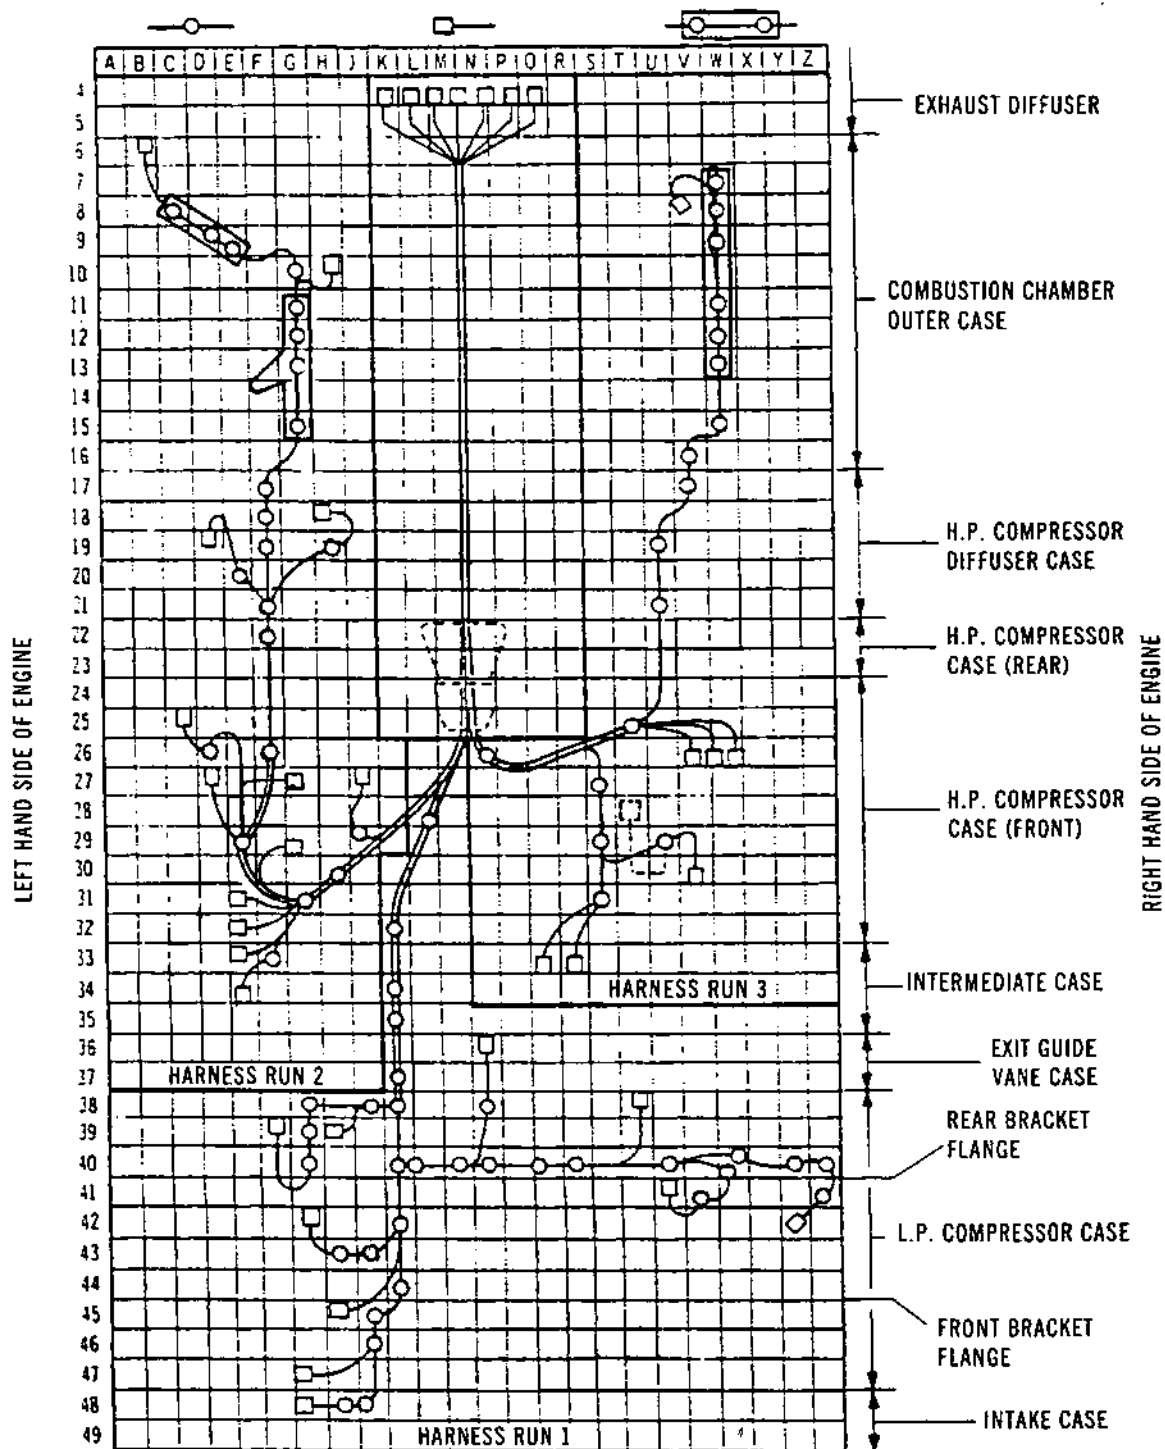 A B C D E F G H J K L M N P Q R S T U V W X Y Z
4
5
6
7
8
9
10
11
12
13
14
15
16
17
18
19
20
21
22
23
24
25
26
27
28
29
30
31
32
33
34
35
36
37
38
39
40
41
42
43
44
45
46
47
48
49
EXHAUST DIFFUSER
COMBUSTION CHAMBER
OUTER CASE
H.P. COMPRESSOR
DIFFUSER CASE
H.P. COMPRESSOR
CASE (REAR)
H.P. COMPRESSOR
CASE (FRONT)
INTERMEDIATE CASE
EXIT GUIDE
VANE CASE
REAR BRACKET
FLANGE
L.P. COMPRESSOR CASE
FRONT BRACKET
FLANGE
INTAKE CASE
LEFT HAND SIDE OF ENGINE
RIGHT HAND SIDE OF ENGINE
HARNESS RUN 3
HARNESS RUN 2
HARNESS RUN 1